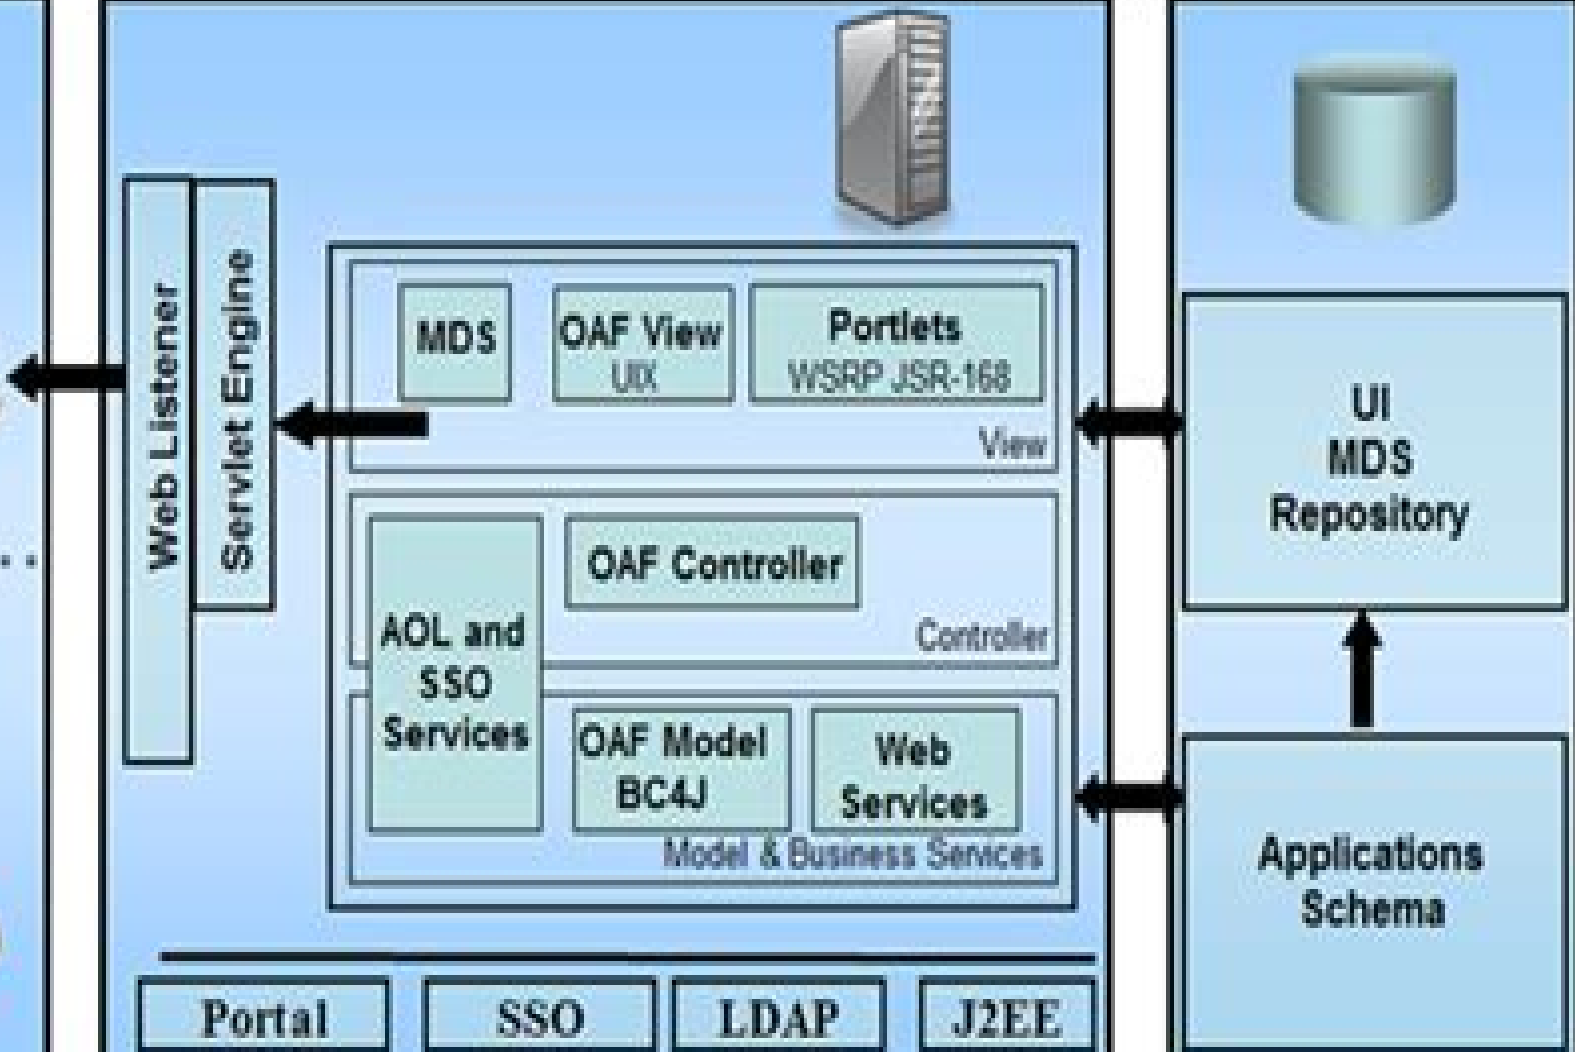 Web Listener
Servlet Engine
MDS
OAF View
UIX
Portlets
WSRP JSR-168
View
OAF Controller
Controller
AOL and
SSO
Services
OAF Model
BC4J
Web
Services
Model & Business Services
Portal
SSO
LDAP
J2EE
UI
MDS
Repository
Applications
Schema